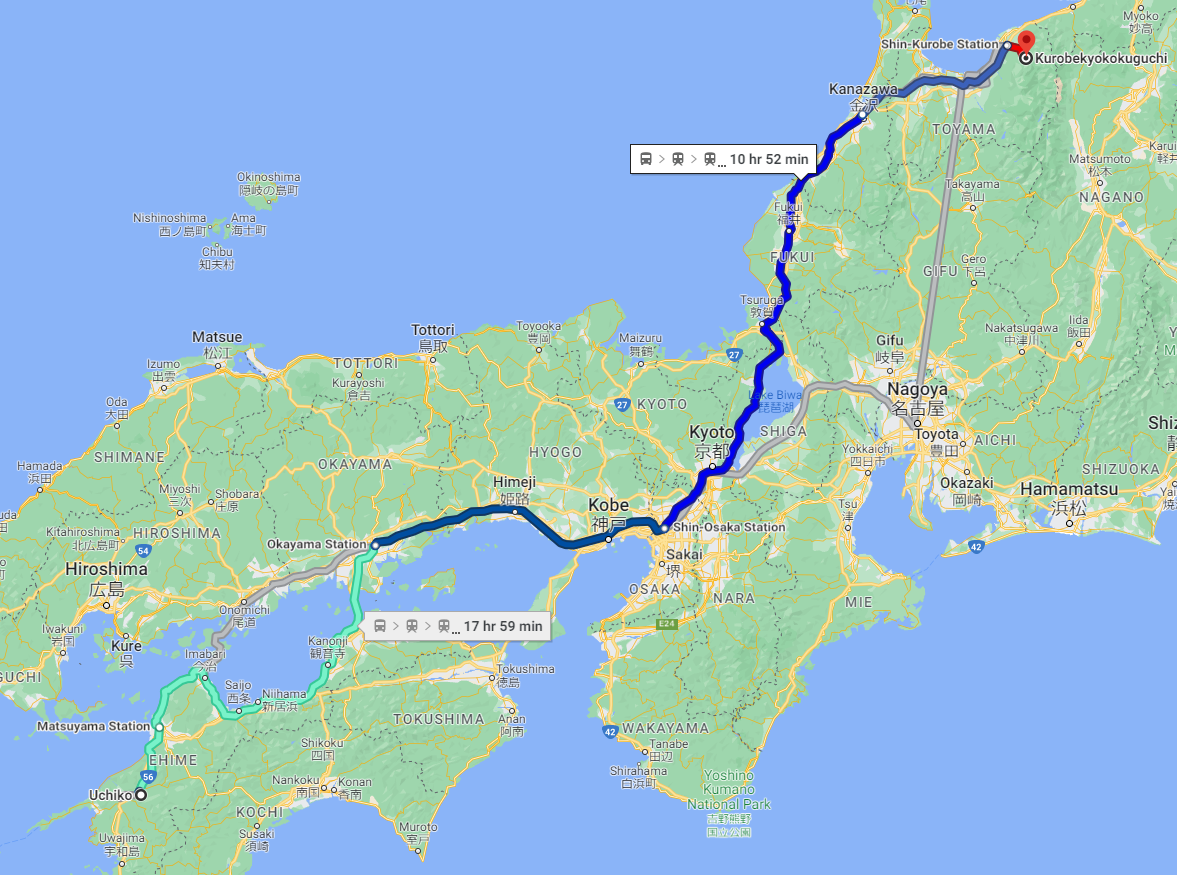 Myoko
妙高
Shin-Kurobe Station
Kurobekyokokuguchi
Kanazawa
金沢
TOYAMA
10 hr 52 min
Matsumoto
松本
Karui
軽井
Okinoshima
隠岐の島町
Takayama
高山
NAGANO
Nishinoshima
西ノ島町
Ama
海士町
Fukui
福井
Chibu
知夫村
FUKUI
GIFU
Gero
下呂
Tsuruga
敦賀
Matsue
松江
Tottori
鳥取
Toyooka
豊岡
Maizuru
舞鶴
Nakatsugawa
中津川
Iida
飯田
Gifu
岐阜
27
Izumo
出雲
TOTTORI
Kurayoshi
倉吉
Nagoya
名古屋
Lake Biwa
琵琶湖
Oda
大田
27
KYOTO
Kyoto
京都
SHIGA
Toyota
豊田
AICHI
Shiz
静
SHIMANE
OKAYAMA
HYOGO
Yokkaichi
四日市
Hamada
浜田
SHIZUOKA
Himeji
姫路
Okazaki
岡崎
Hamamatsu
浜松
Miyoshi
三次
Shobara
庄原
Kobe
神戸
Tsu
津
Shin-Osaka Station
Kitahiroshima
北広島町
HIROSHIMA
54
Okayama Station
42
Sakai
堺
Hiroshima
広島
OSAKA
NARA
MIE
Onomichi
尾道
E24
17 hr 59 min
Iwakuni
岩国
Kure
呉
Kanonji
観音寺
Imabari
今治
GUCHI
Tokushima
徳島
Saijo
西条
Niihama
新居浜
Matsuyama Station
TOKUSHIMA
Anan
阿南
42
WAKAYAMA
Shikoku
四国
Tanabe
田辺
EHIME
56
Shirahama
白浜町
Uchiko
Nankoku
南国
Konan
香南
Yoshino
Kumano
National Park
吉野熊野
国立公園
KOCHI
Susaki
須崎
Muroto
室戸
Uwajima
宇和島